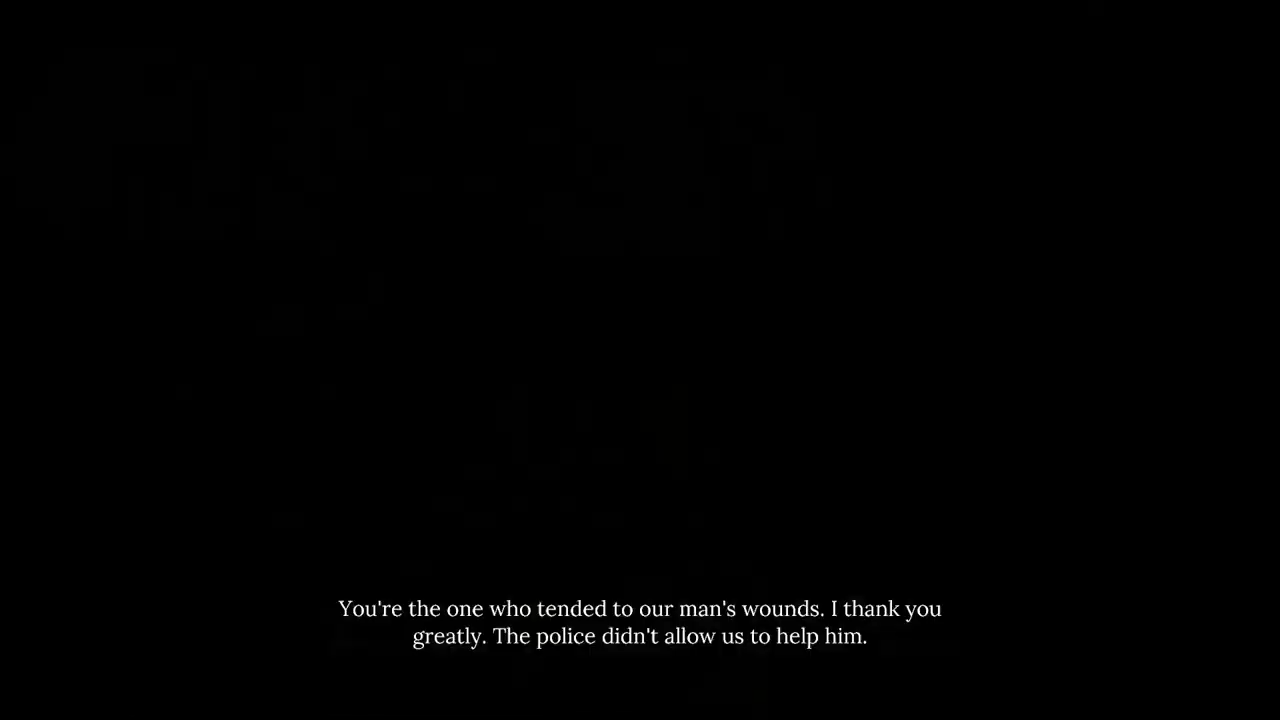 You're the one who tended to our man's wounds. I thank you
greatly. The police didn't allow us to help him.